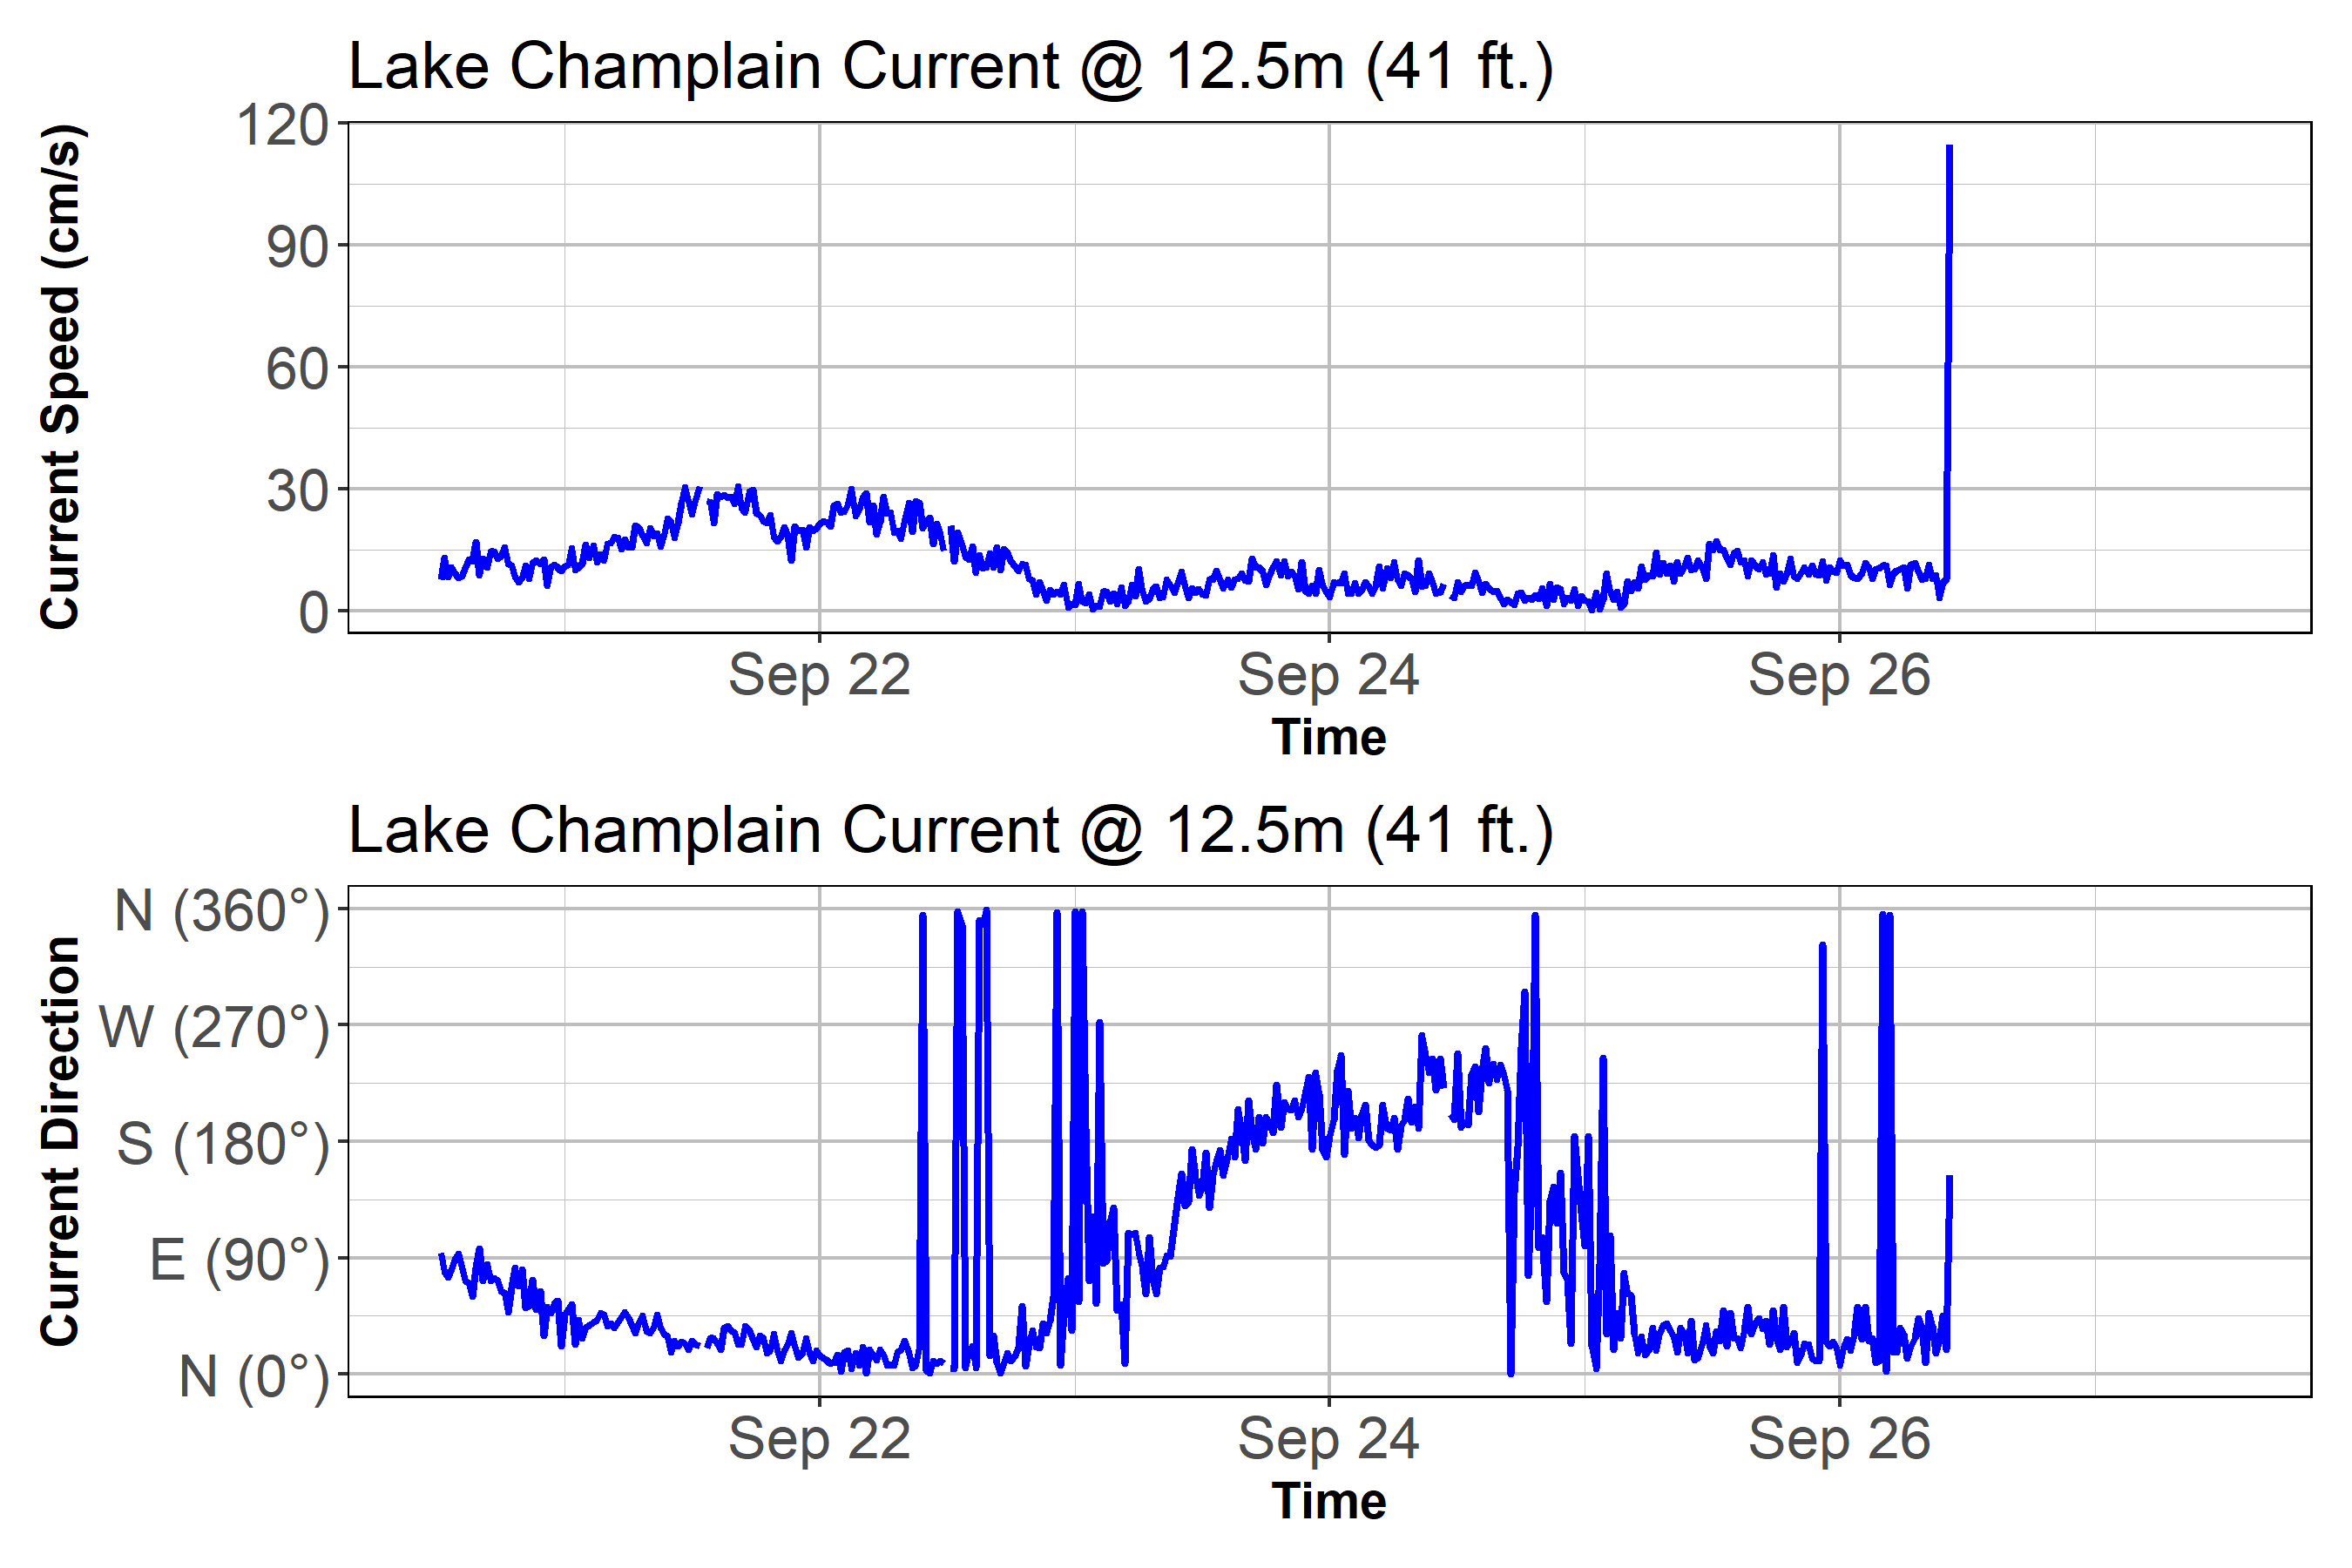 Lake Champlain Current @ 12.5m (41 ft.)
Current Speed (cm/s)
120
90
60
30
0
Sep 22
Sep 24
Sep 26
Time
Lake Champlain Current @ 12.5m (41 ft.)
Current Direction
N (360°)
W (270°)
S (180°)
E (90°)
N (0°)
Sep 22
Sep 24
Sep 26
Time